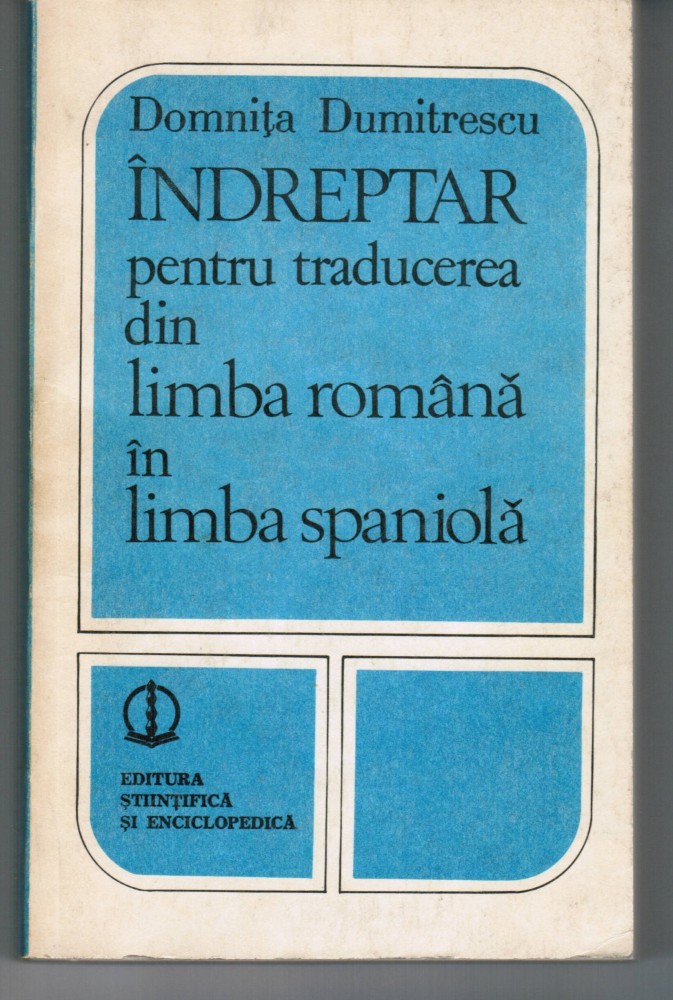 Domnița Dumitrescu
ÎNDREPTAR
pentru traducerea
din
limba română
în
limba spaniolă
EDITURA
ȘTIINȚIFICĂ
ȘI ENCICLOPEDICĂ